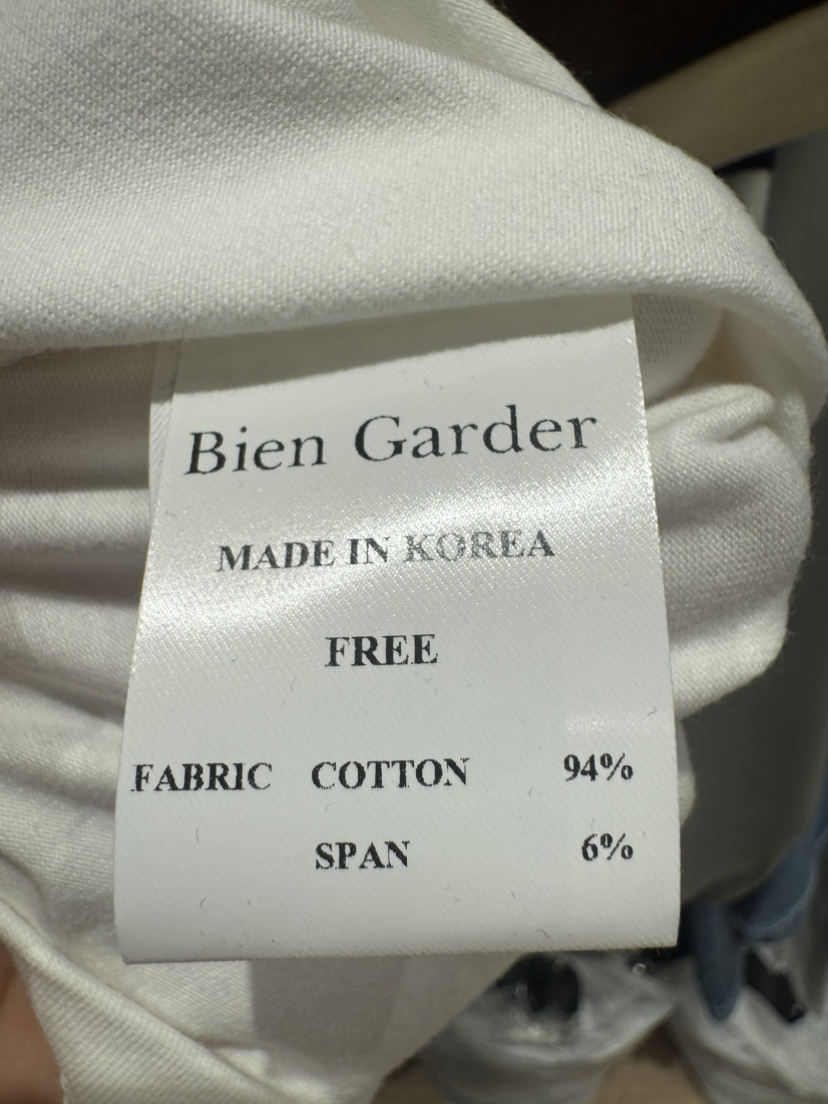 Bien Garder
MADE IN KOREA
FREE
FABRIC COTTON 94%
SPAN 6%